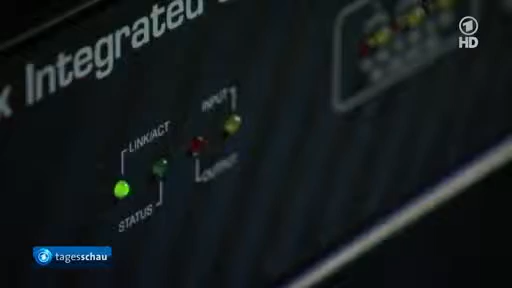 Integrated
HD
LINK/ACT
INPUT
OUTPUT
STATUS
tagesschau